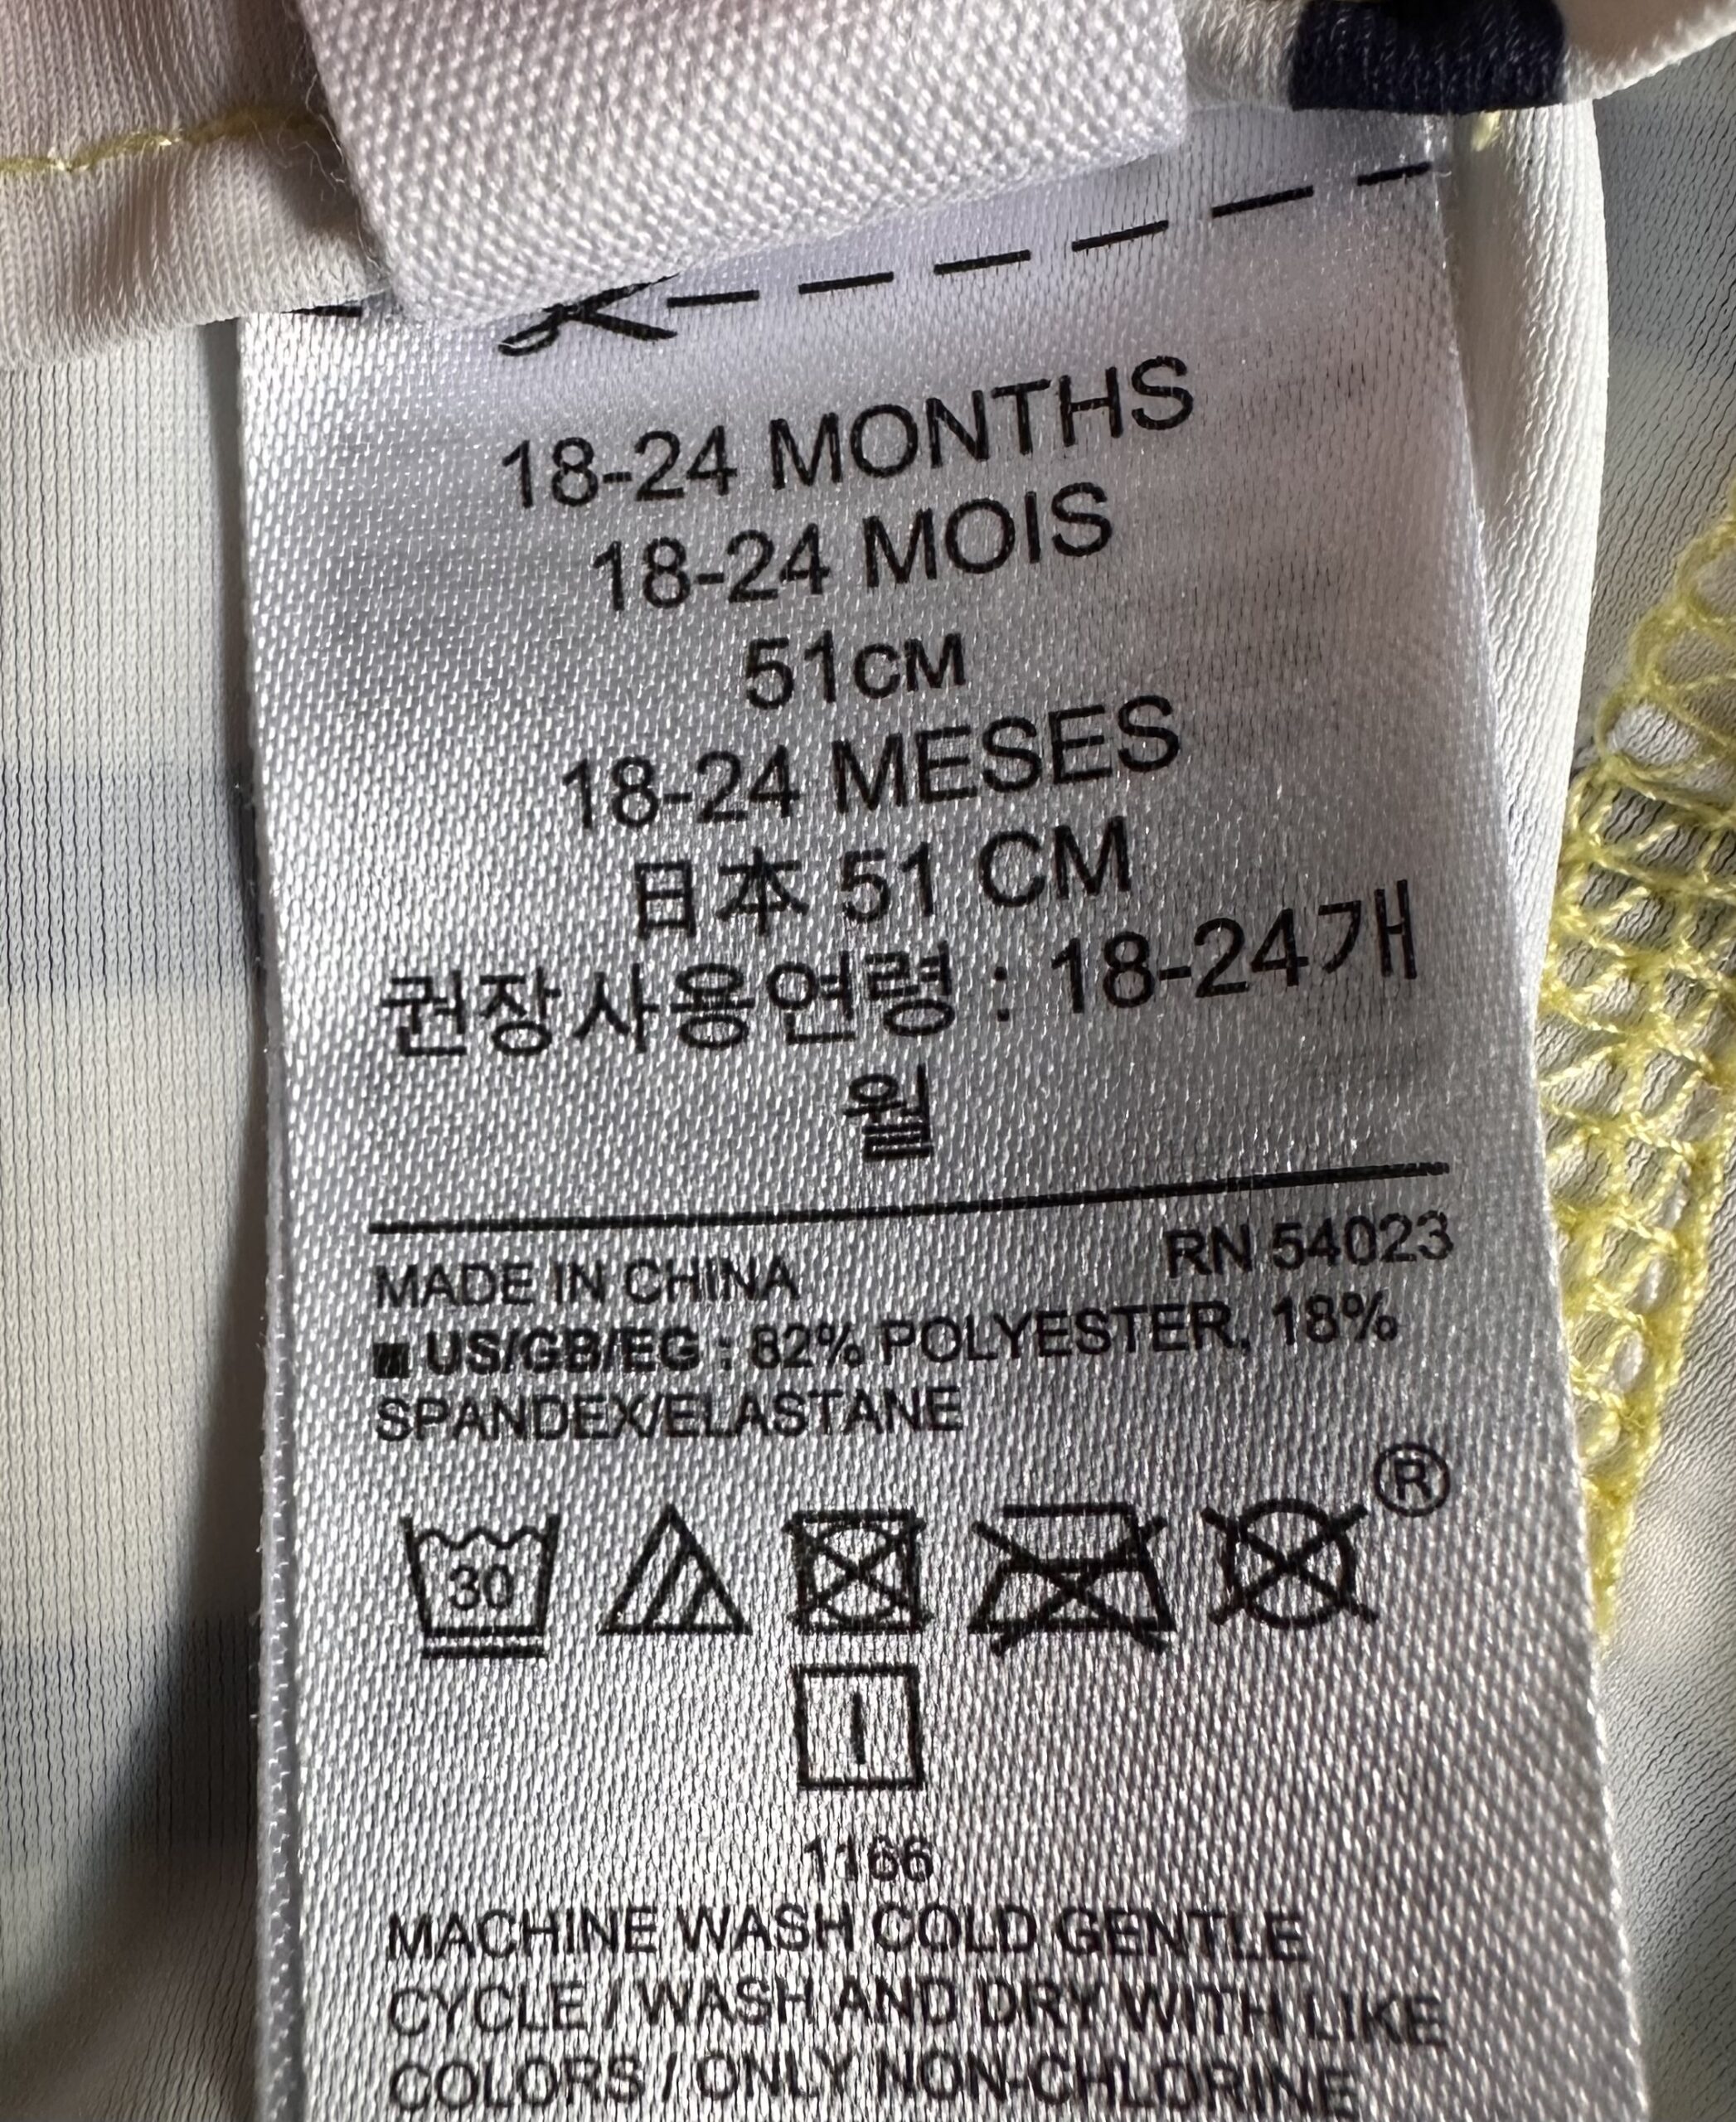 18-24 MONTHS
18-24 MOIS
51CM
18-24 MESES
日本 51 CM
권장사용연령 : 18-24개
월
MADE IN CHINA RN 54023
■ US/GB/EG : 82% POLYESTER, 18%
SPANDEX/ELASTANE
30
®
1166
MACHINE WASH COLD GENTLE
CYCLE / WASH AND DRY WITH LIKE
COLORS / ONLY NON-CHLORINE